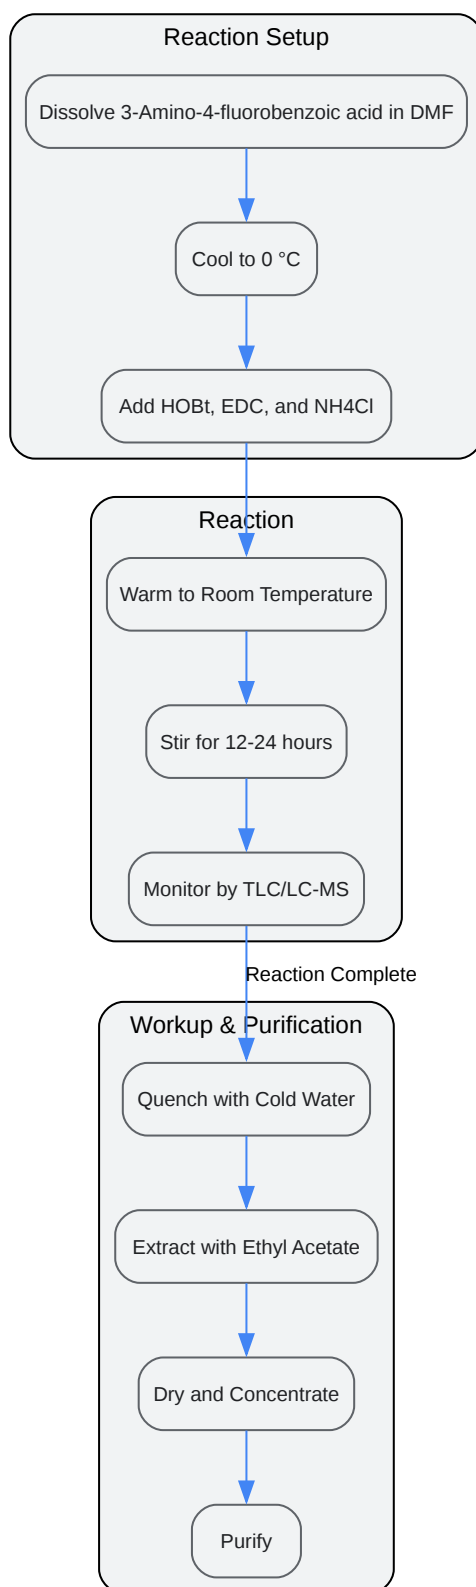 Reaction Setup
Dissolve 3-Amino-4-fluorobenzoic acid in DMF
Cool to 0 °C
Add HOBt, EDC, and NH4Cl
Reaction
Warm to Room Temperature
Stir for 12-24 hours
Monitor by TLC/LC-MS
Reaction Complete
Workup & Purification
Quench with Cold Water
Extract with Ethyl Acetate
Dry and Concentrate
Purify